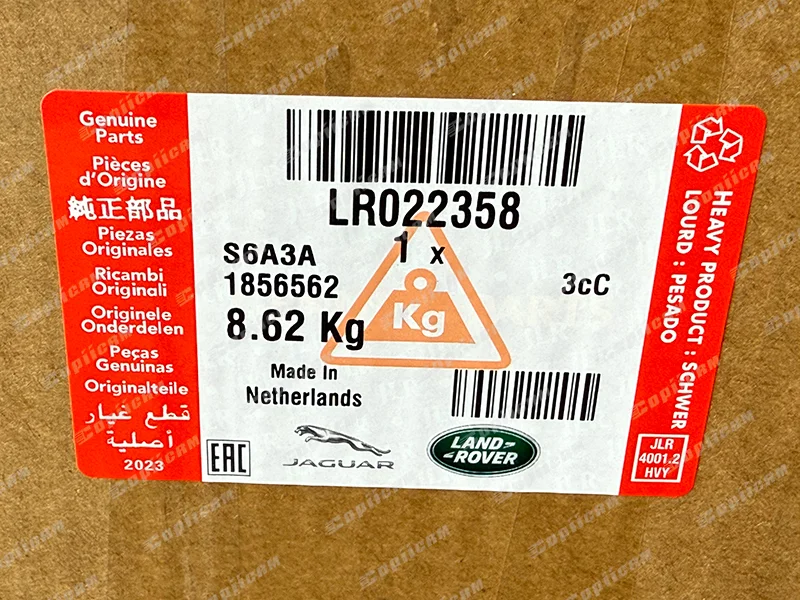 Genuine
Parts
Pièces
d'Origine
純正部品
Piezas
Originales
Ricambi
Originali
Originele
Onderdelen
Peças
Genuinas
Originalteile
قطع غيار
أصلية
2023
LR022358
S6A3A
1 x
1856562
3cC
8.62 Kg
Kg
Made In
Netherlands
EAC
JAGUAR
LAND-
-ROVER
HEAVY PRODUCT : SCHWER
LOURD : PESADO
JLR
4001.2
HVY
CopiiCAM